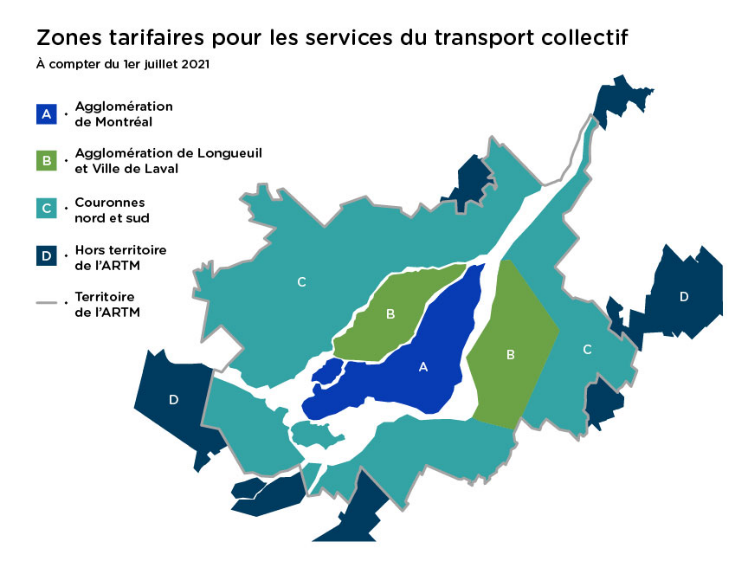 Zones tarifaires pour les services du transport collectif
À compter du 1er juillet 2021
A · Agglomération
de Montréal
B · Agglomération de Longueuil
et Ville de Laval
C · Couronnes
nord et sud
D · Hors territoire
de l'ARTM
· Territoire
de l'ARTM
C
D
B
C
B
A
D